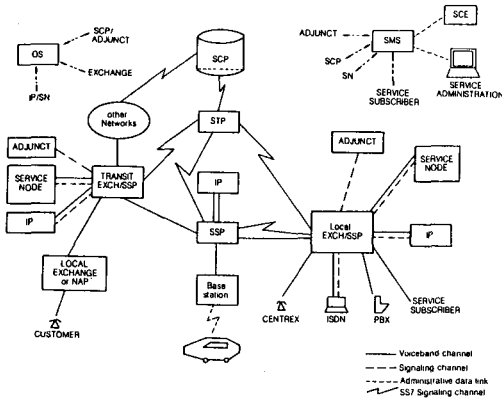 SCP/
ADJUNCT
OS
EXCHANGE
IP/SN
SCP
ADJUNCT
SMS
SCE
SCP
SN
SERVICE
SUBSCRIBER
SERVICE
ADMINISTRATION
other
Networks
STP
ADJUNCT
SERVICE
NODE
IP
TRANSIT
EXCH/SSP
IP
SSP
ADJUNCT
SERVICE
NODE
Local
EXCH/SSP
IP
LOCAL
EXCHANGE
or NAP
CUSTOMER
Base
station
CENTREX
ISDN
PBX
SERVICE
SUBSCRIBER
Voiceband channel
Signaling channel
Administrative data link
SS7 Signaling channel